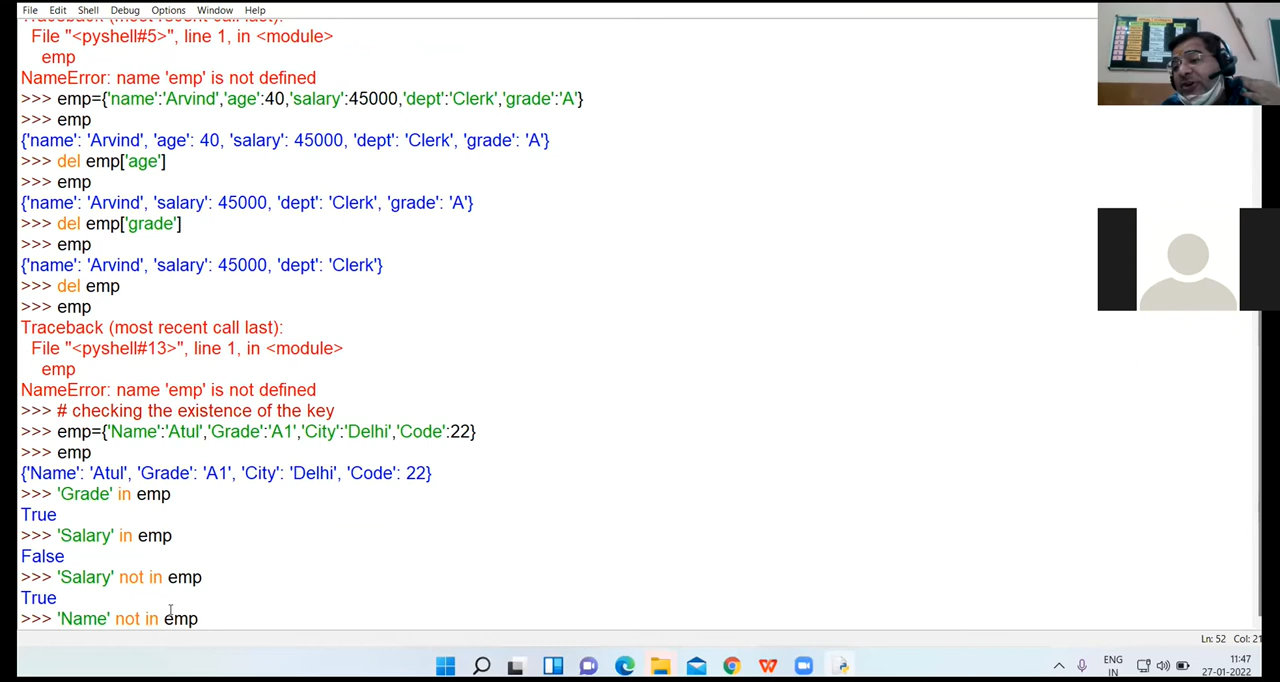 File Edit Shell Debug Options Window Help
Traceback (most recent call last):
File "<pyshell#5>", line 1, in <module>
emp
NameError: name 'emp' is not defined
>>> emp={'name':'Arvind','age':40,'salary':45000,'dept':'Clerk','grade':'A'}
>>> emp
{'name': 'Arvind', 'age': 40, 'salary': 45000, 'dept': 'Clerk', 'grade': 'A'}
>>> del emp['age']
>>> emp
{'name': 'Arvind', 'salary': 45000, 'dept': 'Clerk', 'grade': 'A'}
>>> del emp['grade']
>>> emp
{'name': 'Arvind', 'salary': 45000, 'dept': 'Clerk'}
>>> del emp
>>> emp
Traceback (most recent call last):
File "<pyshell#13>", line 1, in <module>
emp
NameError: name 'emp' is not defined
>>> # checking the existence of the key
>>> emp={'Name':'Atul','Grade':'A1','City':'Delhi','Code':22}
>>> emp
{'Name': 'Atul', 'Grade': 'A1', 'City': 'Delhi', 'Code': 22}
>>> 'Grade' in emp
True
>>> 'Salary' in emp
False
>>> 'Salary' not in emp
True
>>> 'Name' not in emp
Ln: 52 Col: 21
ENG 11:47
IN 27-01-2022